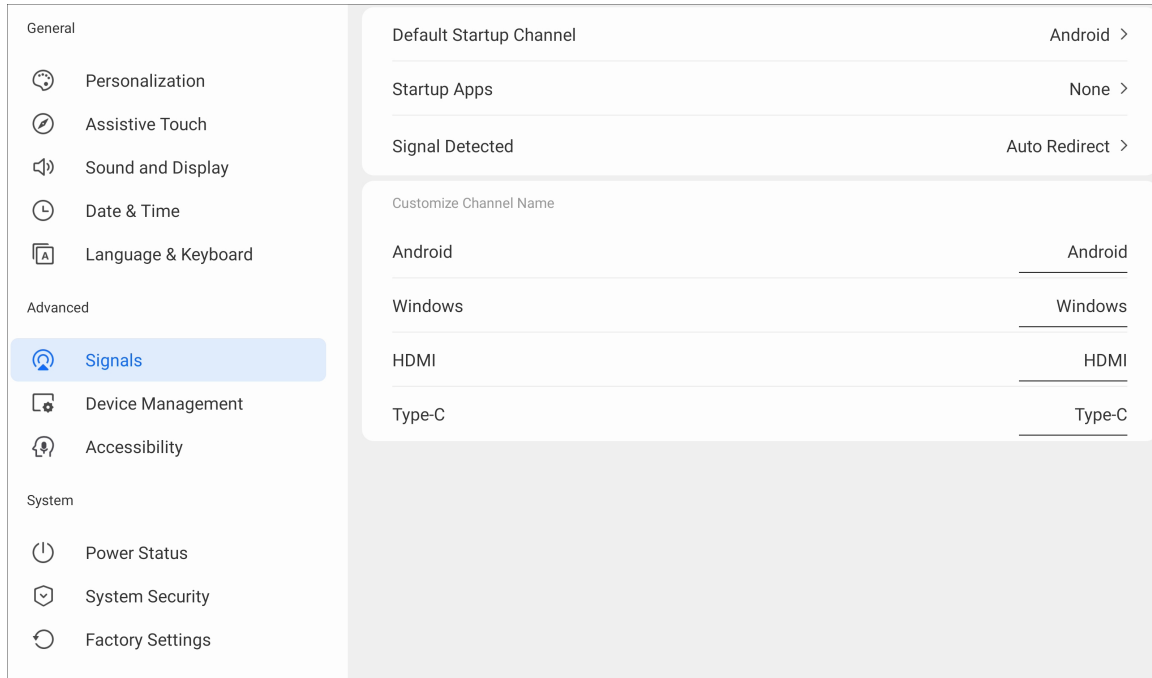 General
Personalization
Assistive Touch
Sound and Display
Date & Time
Language & Keyboard
Advanced
Signals
Device Management
Accessibility
System
Power Status
System Security
Factory Settings
Default Startup Channel Android
Startup Apps None
Signal Detected Auto Redirect
Customize Channel Name
Android Android
Windows Windows
HDMI HDMI
Type-C Type-C